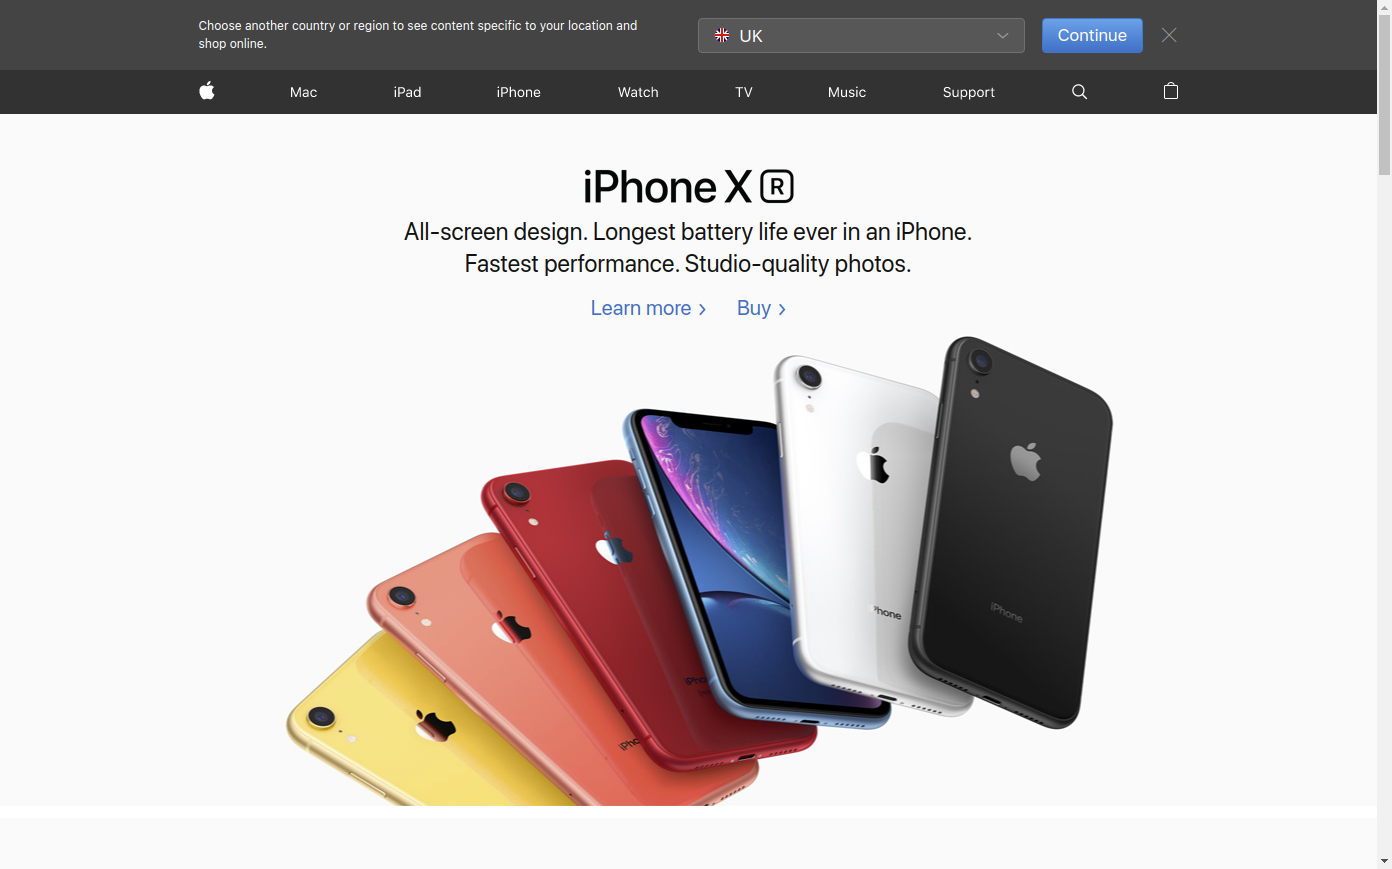 Choose another country or region to see content specific to your location and
shop online.
UK
Continue
Mac
iPad
iPhone
Watch
TV
Music
Support
iPhone XR
All-screen design. Longest battery life ever in an iPhone.
Fastest performance. Studio-quality photos.
Learn more >
Buy >
iPhone
iPhone